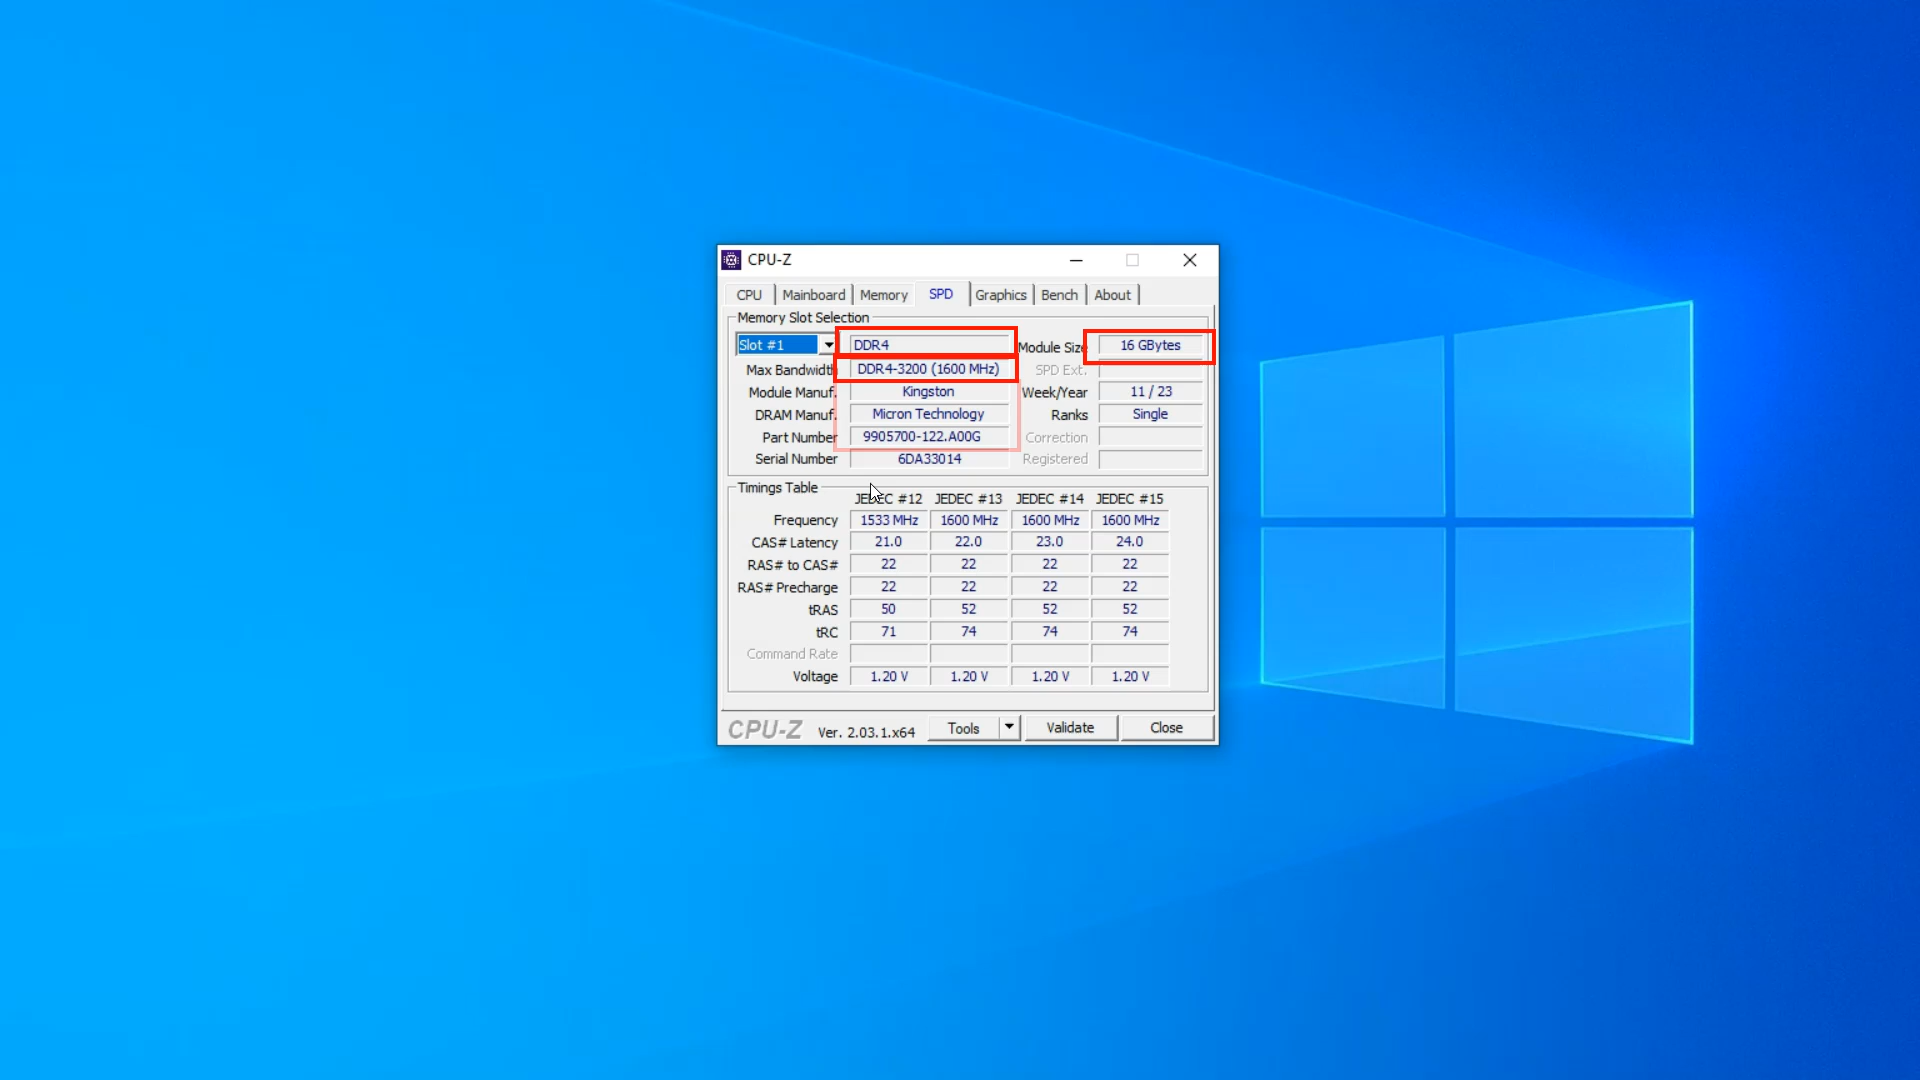 CPU-Z
CPU Mainboard Memory SPD Graphics Bench About
Memory Slot Selection
Slot #1 DDR4 Module Size 16 GBytes
Max Bandwidth DDR4-3200 (1600 MHz) SPD Ext.
Module Manuf. Kingston Week/Year 11 / 23
DRAM Manuf. Micron Technology Ranks Single
Part Number 9905700-122.A00G Correction
Serial Number 6DA33014 Registered
Timings Table
JEDEC #12 JEDEC #13 JEDEC #14 JEDEC #15
Frequency 1533 MHz 1600 MHz 1600 MHz 1600 MHz
CAS# Latency 21.0 22.0 23.0 24.0
RAS# to CAS# 22 22 22 22
RAS# Precharge 22 22 22 22
tRAS 50 52 52 52
tRC 71 74 74 74
Command Rate
Voltage 1.20 V 1.20 V 1.20 V 1.20 V
CPU-Z Ver. 2.03.1.x64 Tools Validate Close